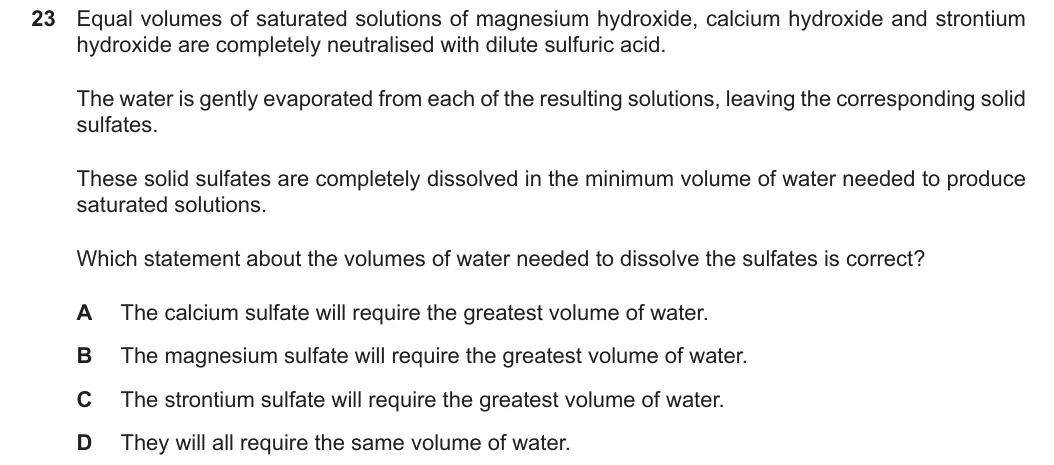 23 Equal volumes of saturated solutions of magnesium hydroxide, calcium hydroxide and strontium
hydroxide are completely neutralised with dilute sulfuric acid.
The water is gently evaporated from each of the resulting solutions, leaving the corresponding solid
sulfates.
These solid sulfates are completely dissolved in the minimum volume of water needed to produce
saturated solutions.
Which statement about the volumes of water needed to dissolve the sulfates is correct?
A The calcium sulfate will require the greatest volume of water.
B The magnesium sulfate will require the greatest volume of water.
C The strontium sulfate will require the greatest volume of water.
D They will all require the same volume of water.